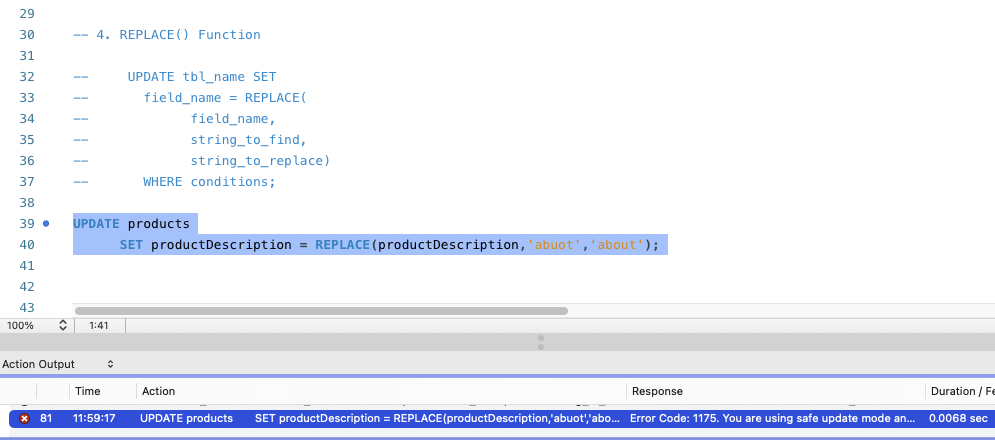 29
30 -- 4. REPLACE() Function
31
32 -- UPDATE tbl_name SET
33 -- field_name = REPLACE(
34 -- field_name,
35 -- string_to_find,
36 -- string_to_replace)
37 -- WHERE conditions;
38
39 UPDATE products
40 SET productDescription = REPLACE(productDescription,'abuot','about');
41
42
43
100% 1:41
Action Output
Time Action Response Duration / Fe
81 11:59:17 UPDATE products SET productDescription = REPLACE(productDescription,'abuot','abo... Error Code: 1175. You are using safe update mode an... 0.0068 sec